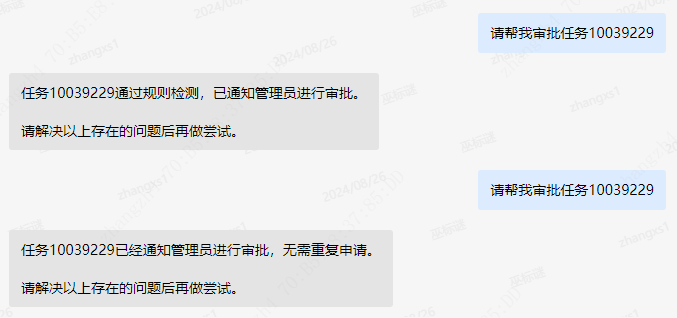 请帮我审批任务10039229
任务10039229通过规则检测，已通知管理员进行审批。
请解决以上存在的问题后再做尝试。
请帮我审批任务10039229
任务10039229已经通知管理员进行审批，无需重复申请。
请解决以上存在的问题后再做尝试。
2024/08/26
zhangxs1
zhangxs1
zhangxs1
2024/08/26
zhangxs1